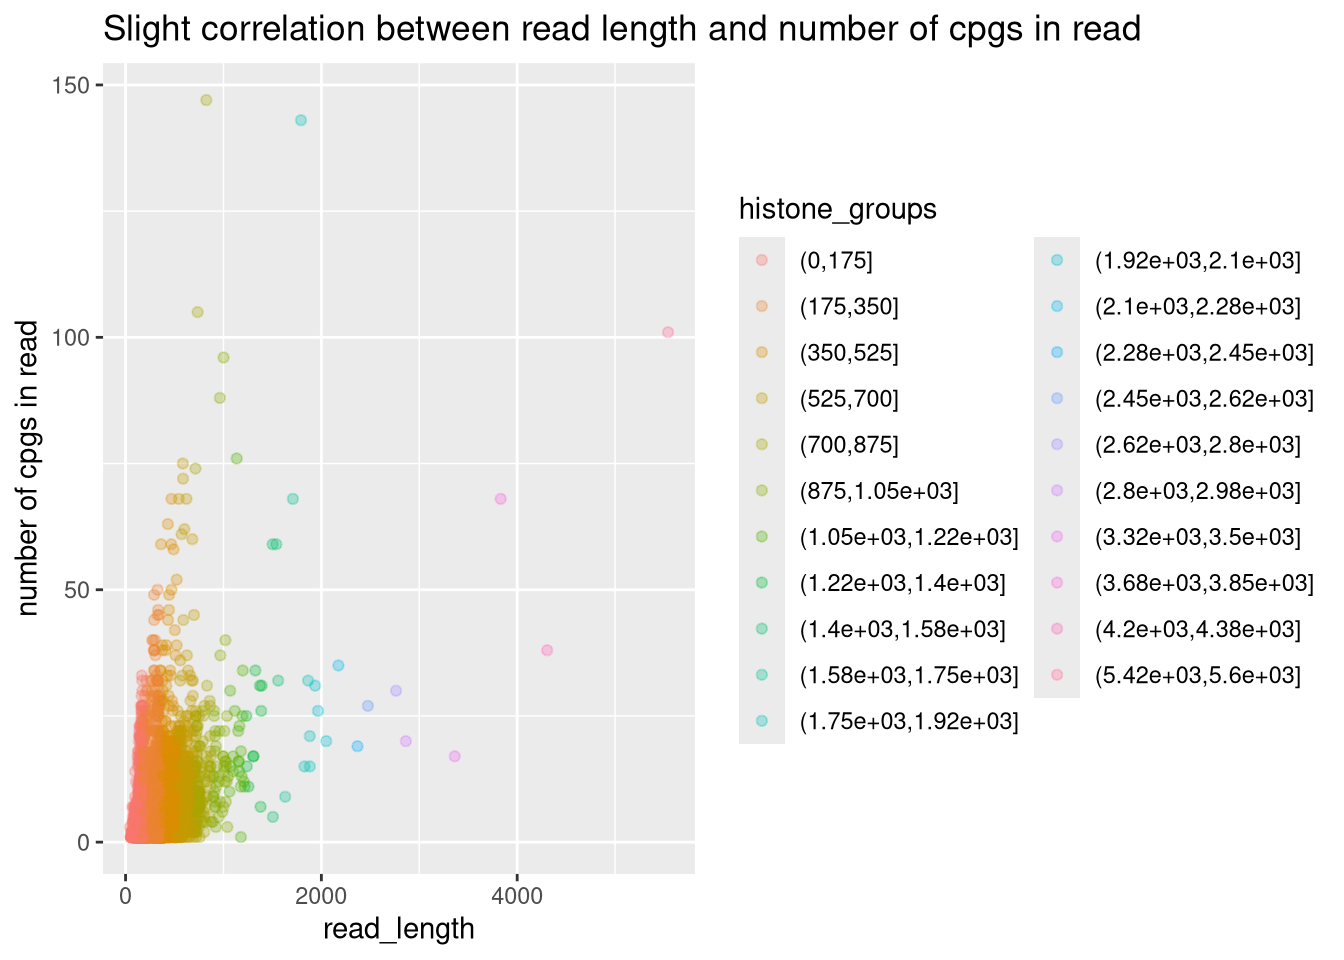 Slight correlation between read length and number of cpgs in read
150
100
50
0
number of cpgs in read
0
2000
4000
read_length
histone_groups
(0,175]
(175,350]
(350,525]
(525,700]
(700,875]
(875,1.05e+03]
(1.05e+03,1.22e+03]
(1.22e+03,1.4e+03]
(1.4e+03,1.58e+03]
(1.58e+03,1.75e+03]
(1.75e+03,1.92e+03]
(1.92e+03,2.1e+03]
(2.1e+03,2.28e+03]
(2.28e+03,2.45e+03]
(2.45e+03,2.62e+03]
(2.62e+03,2.8e+03]
(2.8e+03,2.98e+03]
(3.32e+03,3.5e+03]
(3.68e+03,3.85e+03]
(4.2e+03,4.38e+03]
(5.42e+03,5.6e+03]